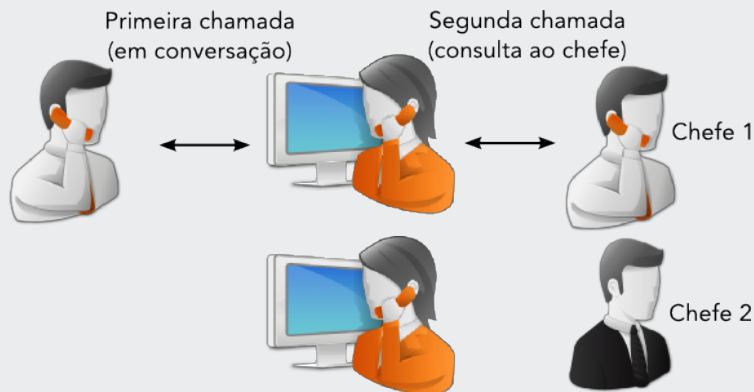 Primeira chamada
(em conversação)
Segunda chamada
(consulta ao chefe)
Chefe 1
Chefe 2